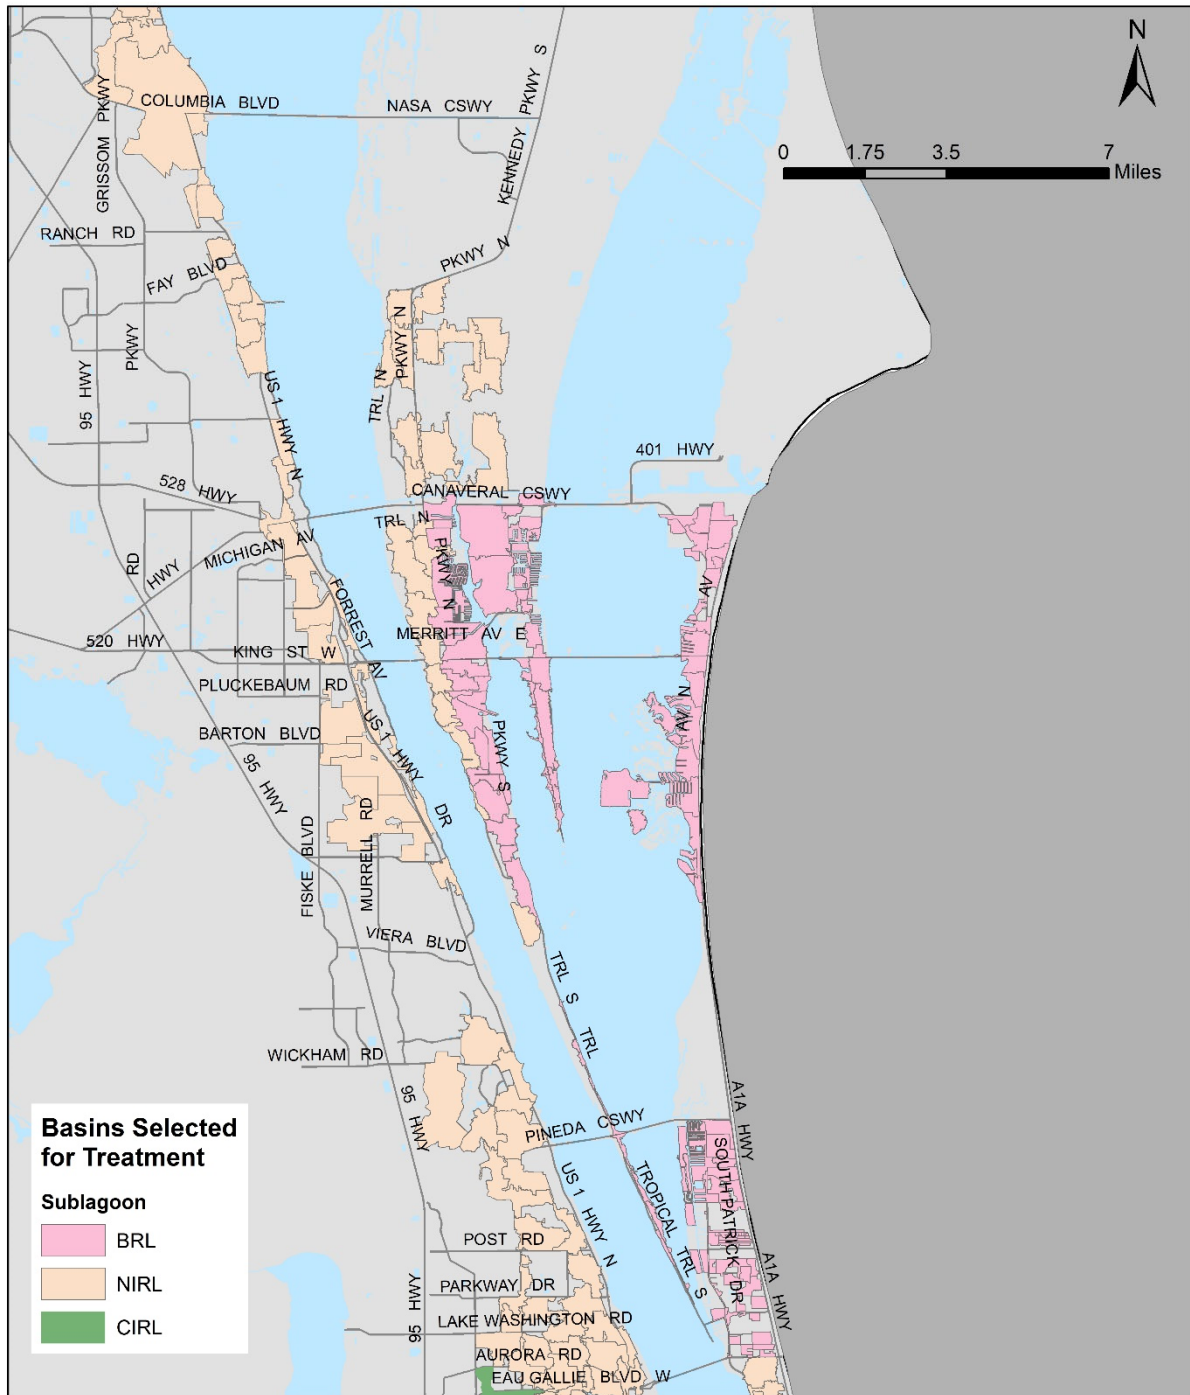 N
0 1.75 3.5 7
Miles
COLUMBIA BLVD
NASA CSWY
KENNEDY PKWY S
GRISSOM PKWY
RANCH RD
FAY BLVD
PKWY N
PKWY N
TRL N
PKWY
95 HWY
US 1 HWY N
401 HWY
528 HWY
CANAVERAL CSWY
TRL N
MICHIGAN AV
HWY
RD
PKWY N
AV
FORREST AV
MERRITT AV E
520 HWY
KING ST W
PLUCKEBAUM RD
AV N
BARTON BLVD
US 1 HWY
PKWY S
95 HWY
DR
MURRELL RD
FISKE BLVD
VIERA BLVD
TRL S
TRL
WICKHAM RD
95 HWY
PINEDA CSWY
A1A HWY
SOUTH PATRICK DR
TROPICAL TRL S
US 1 HWY N
POST RD
A1A HWY
PARKWAY DR
95 HWY
LAKE WASHINGTON RD
AURORA RD
EAU GALLIE BLVD W
Basins Selected
for Treatment
Sublagoon
BRL
NIRL
CIRL